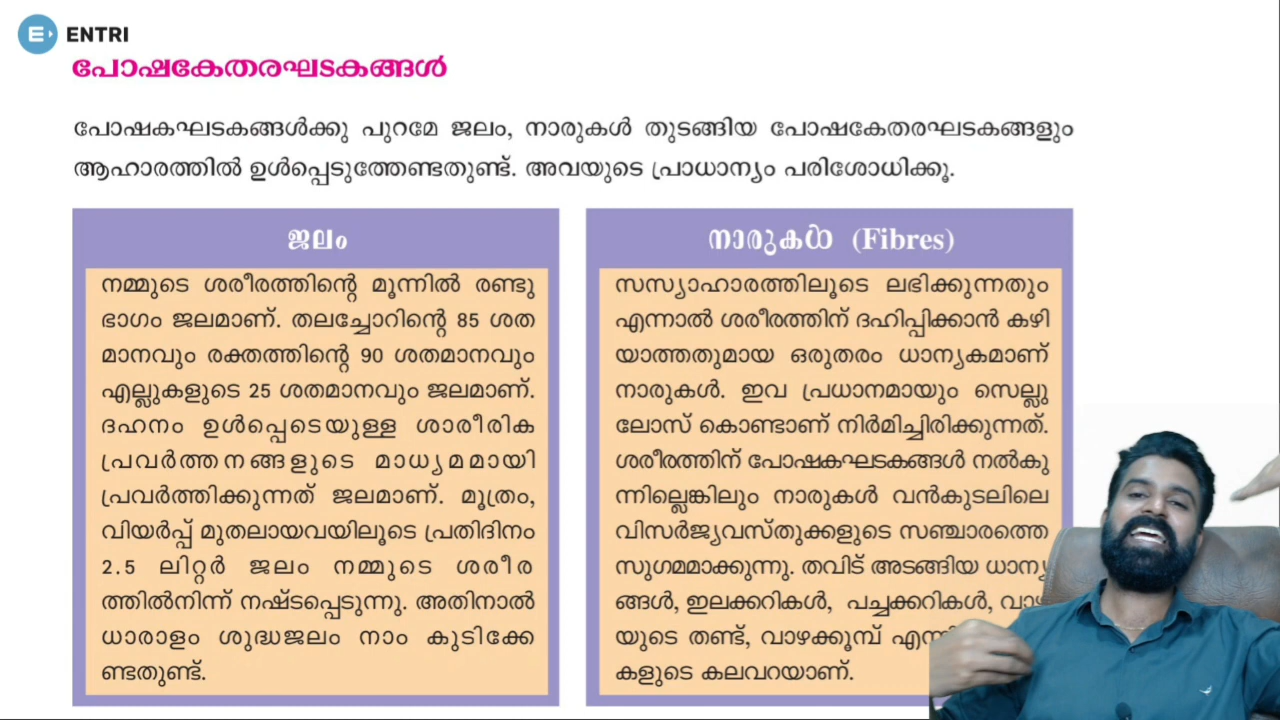 ENTRI
പോഷകേതരഘടകങ്ങൾ
പോഷകഘടകങ്ങൾക്കു പുറമേ ജലം, നാരുകൾ തുടങ്ങിയ പോഷകേതരഘടകങ്ങളും
ആഹാരത്തിൽ ഉൾപ്പെടുത്തേണ്ടതുണ്ട്. അവയുടെ പ്രാധാന്യം പരിശോധിക്കൂ.
ജലം
നമ്മുടെ ശരീരത്തിന്റെ മൂന്നിൽ രണ്ടു
ഭാഗം ജലമാണ്. തലച്ചോറിന്റെ 85 ശത
മാനവും രക്തത്തിന്റെ 90 ശതമാനവും
എല്ലുകളുടെ 25 ശതമാനവും ജലമാണ്.
ദഹനം ഉൾപ്പെടെയുള്ള ശാരീരിക
പ്രവർത്തനങ്ങളുടെ മാധ്യമമായി
പ്രവർത്തിക്കുന്നത് ജലമാണ്. മൂത്രം,
വിയർപ്പ് മുതലായവയിലൂടെ പ്രതിദിനം
2.5 ലിറ്റർ ജലം നമ്മുടെ ശരീര
ത്തിൽനിന്ന് നഷ്ടപ്പെടുന്നു. അതിനാൽ
ധാരാളം ശുദ്ധജലം നാം കുടിക്കേ
ണ്ടതുണ്ട്.
നാരുകൾ (Fibres)
സസ്യാഹാരത്തിലൂടെ ലഭിക്കുന്നതും
എന്നാൽ ശരീരത്തിന് ദഹിപ്പിക്കാൻ കഴി
യാത്തതുമായ ഒരുതരം ധാന്യകമാണ്
നാരുകൾ. ഇവ പ്രധാനമായും സെല്ലു
ലോസ് കൊണ്ടാണ് നിർമിച്ചിരിക്കുന്നത്.
ശരീരത്തിന് പോഷകഘടകങ്ങൾ നൽകു
ന്നില്ലെങ്കിലും നാരുകൾ വൻകുടലിലെ
വിസർജ്യവസ്തുക്കളുടെ സഞ്ചാരത്തെ
സുഗമമാക്കുന്നു. തവിട് അടങ്ങിയ ധാന്യ
ങ്ങൾ, ഇലക്കറികൾ, പച്ചക്കറികൾ,
യുടെ തണ്ട്, വാഴക്കൂമ്പ്
കളുടെ കലവറയാണ്.